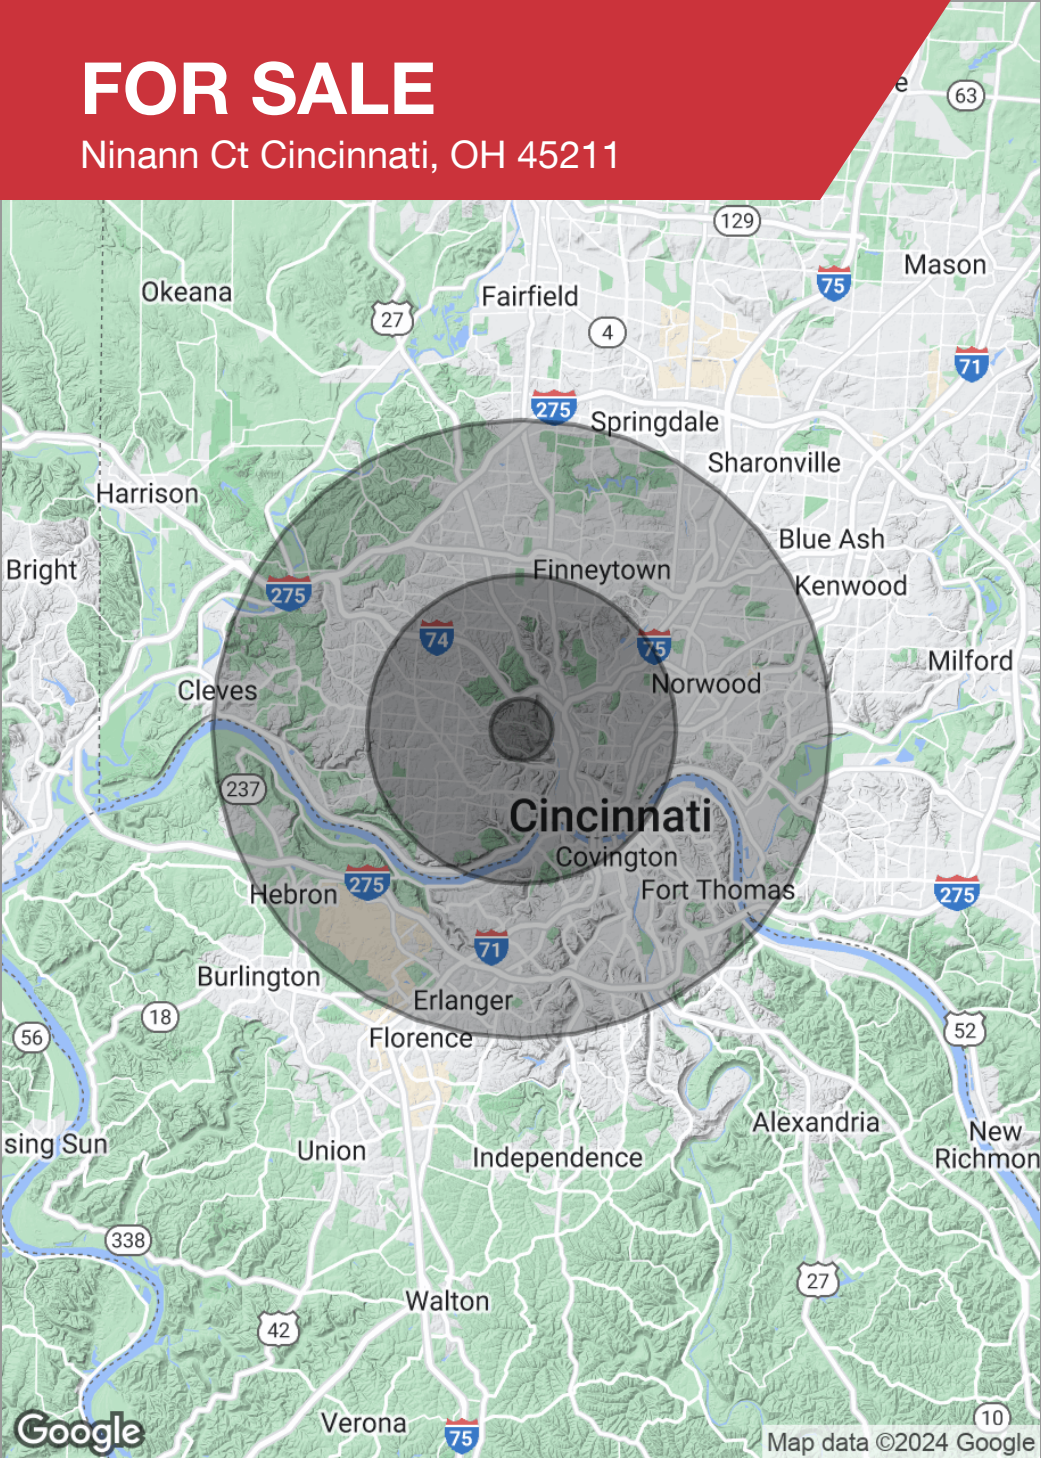 FOR SALE
Ninann Ct Cincinnati, OH 45211
e
63
129
Mason
75
Okeana
Fairfield
27
4
71
275
Springdale
Sharonville
Harrison
Blue Ash
Bright
Finneytown
Kenwood
275
74
75
Milford
Norwood
Cleves
237
Cincinnati
Covington
275
Fort Thomas
275
Hebron
71
Burlington
Erlanger
18
52
56
Florence
Alexandria
New
Richmon
sing Sun
Union
Independence
338
27
Walton
42
Verona
10
75
Google
Map data ©2024 Google